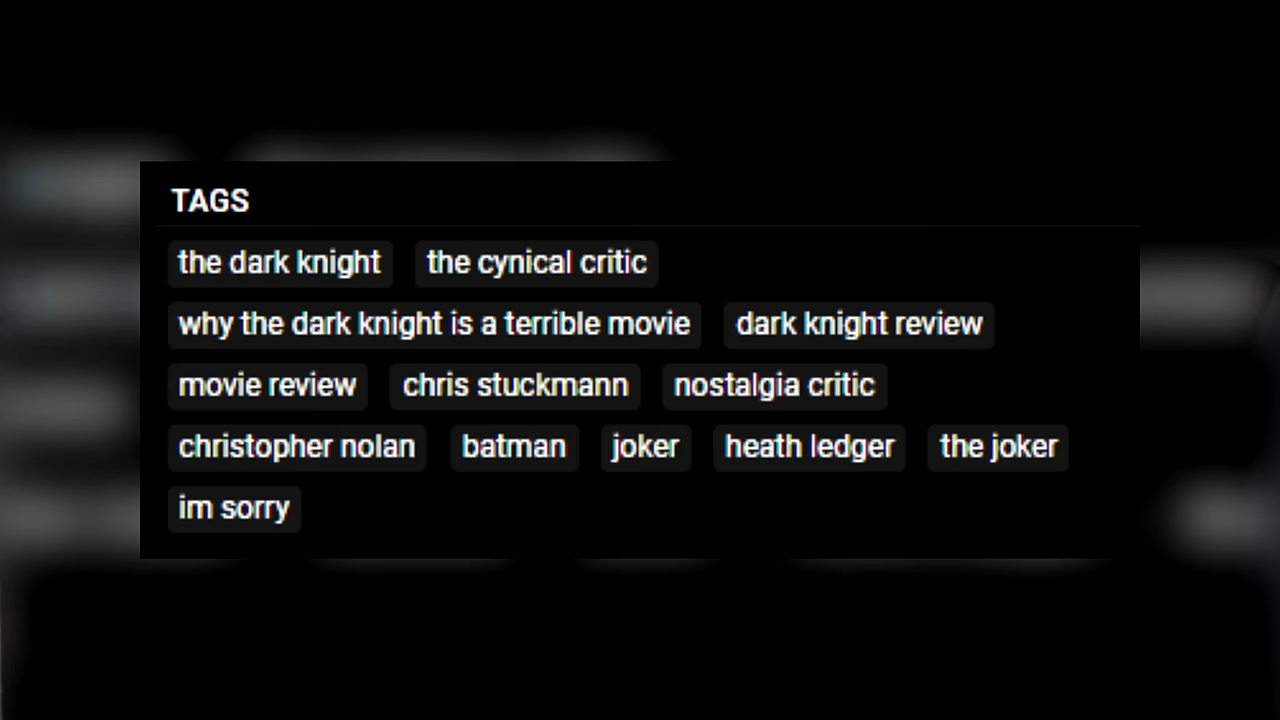 TAGS
the dark knight the cynical critic
why the dark knight is a terrible movie dark knight review
movie review chris stuckmann nostalgia critic
christopher nolan batman joker heath ledger the joker
im sorry